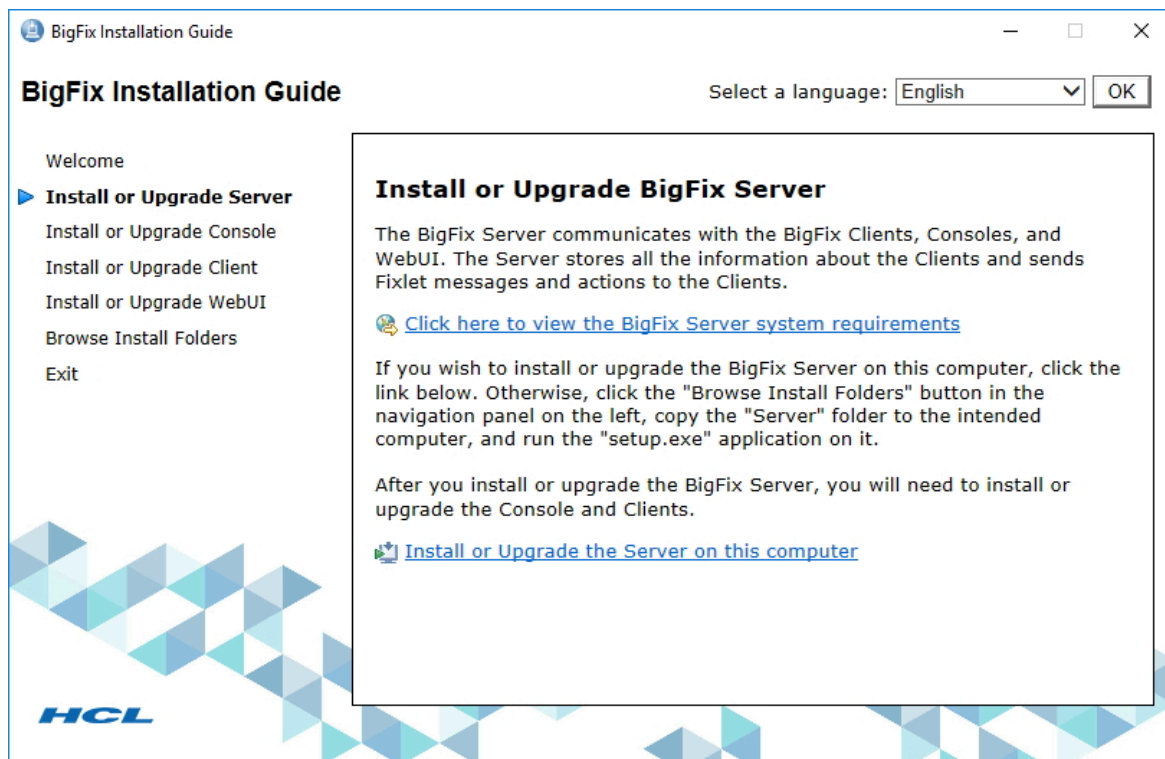 BigFix Installation Guide
BigFix Installation Guide
Select a language: English OK
Welcome
Install or Upgrade Server
Install or Upgrade Console
Install or Upgrade Client
Install or Upgrade WebUI
Browse Install Folders
Exit
Install or Upgrade BigFix Server
The BigFix Server communicates with the BigFix Clients, Consoles, and
WebUI. The Server stores all the information about the Clients and sends
Fixlet messages and actions to the Clients.
Click here to view the BigFix Server system requirements
If you wish to install or upgrade the BigFix Server on this computer, click the
link below. Otherwise, click the "Browse Install Folders" button in the
navigation panel on the left, copy the "Server" folder to the intended
computer, and run the "setup.exe" application on it.
After you install or upgrade the BigFix Server, you will need to install or
upgrade the Console and Clients.
Install or Upgrade the Server on this computer
HCL